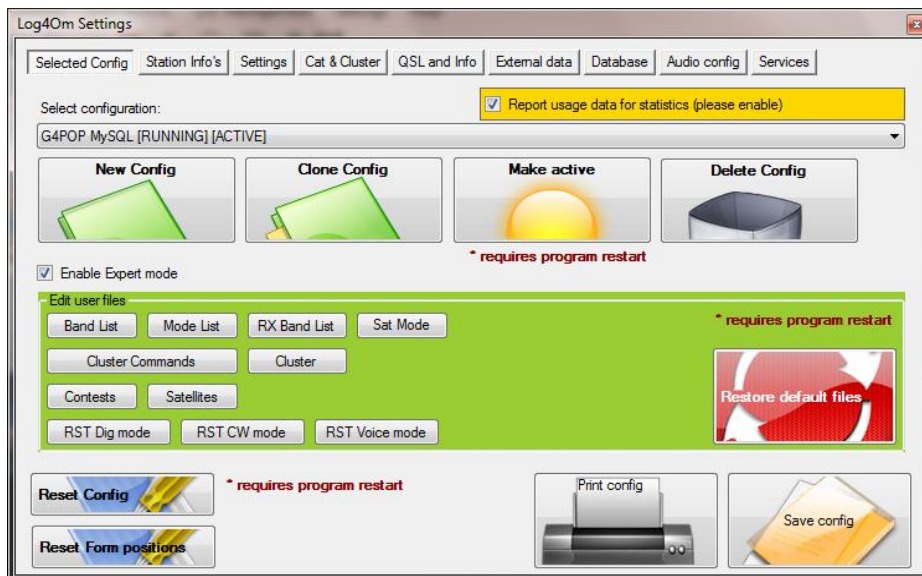 Log4Om Settings
Selected Config Station Info's Settings Cat & Cluster QSL and Info External data Database Audio config Services
Select configuration:
Report usage data for statistics (please enable)
G4POP MySQL [RUNNING] [ACTIVE]
New Config Clone Config Make active Delete Config
* requires program restart
Enable Expert mode
Edit user files
Band List Mode List RX Band List Sat Mode
* requires program restart
Cluster Commands Cluster
Restore default files
Contests Satellites
RST Dig mode RST CW mode RST Voice mode
Reset Config
* requires program restart
Print config
Save config
Reset Form positions